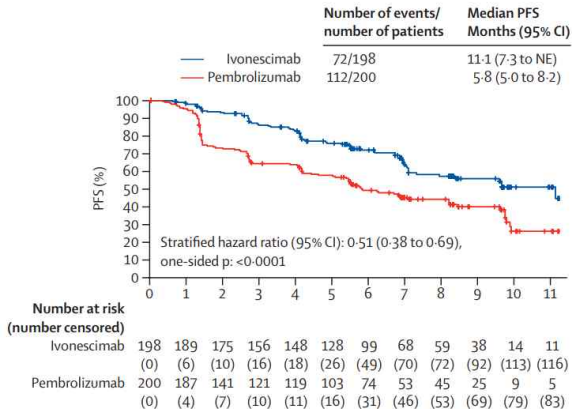 Number of events/ Median PFS
number of patients Months (95% CI)
Ivonescimab 72/198 11·1 (7·3 to NE)
Pembrolizumab 112/200 5·8 (5·0 to 8·2)
100
90
80
70
60
50
40
30
20
10
0
PFS (%)
Stratified hazard ratio (95% CI): 0·51 (0·38 to 0·69),
one-sided p: <0·0001
0 1 2 3 4 5 6 7 8 9 10 11
Number at risk
(number censored)
Ivonescimab 198 189 175 156 148 128 99 68 59 38 14 11
(0) (6) (10) (16) (18) (26) (49) (70) (72) (92) (113) (116)
Pembrolizumab 200 187 141 121 119 103 74 53 45 25 9 5
(0) (4) (7) (10) (11) (16) (31) (46) (53) (69) (79) (83)